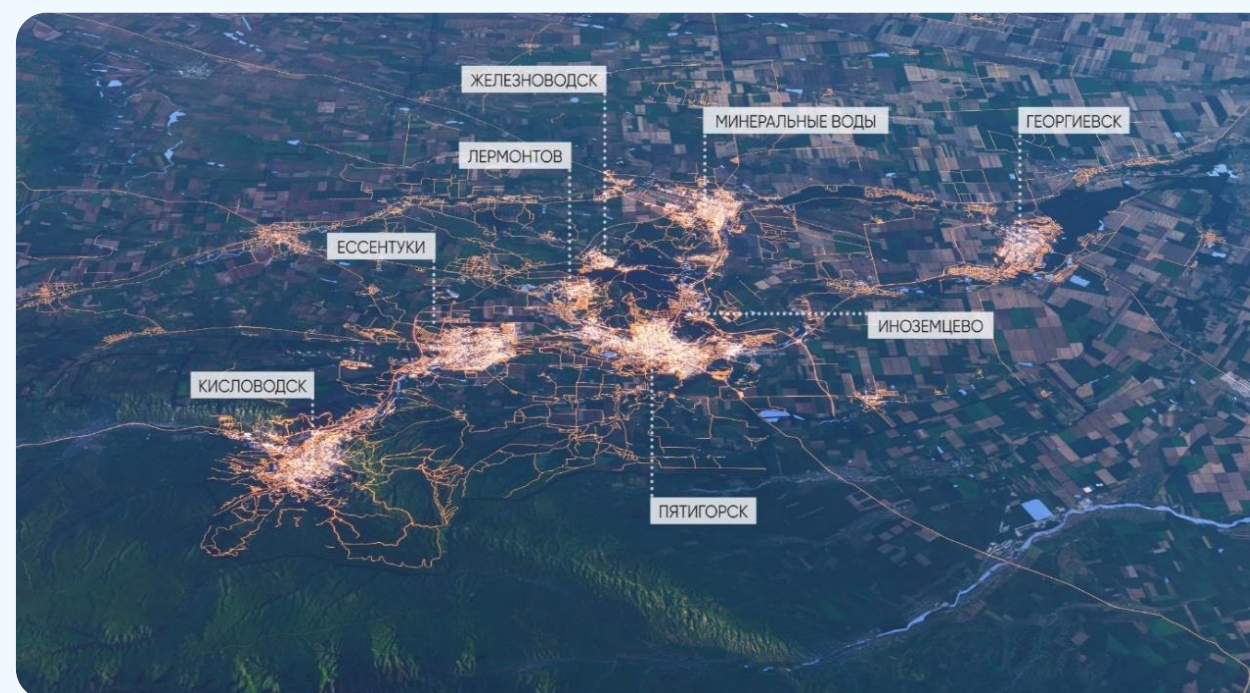 ЖЕЛЕЗНОВОДСК
МИНЕРАЛЬНЫЕ ВОДЫ
ГЕОРГИЕВСК
ЛЕРМОНТОВ
ЕССЕНТУКИ
ИНОЗЕМЦЕВО
КИСЛОВОДСК
ПЯТИГОРСК